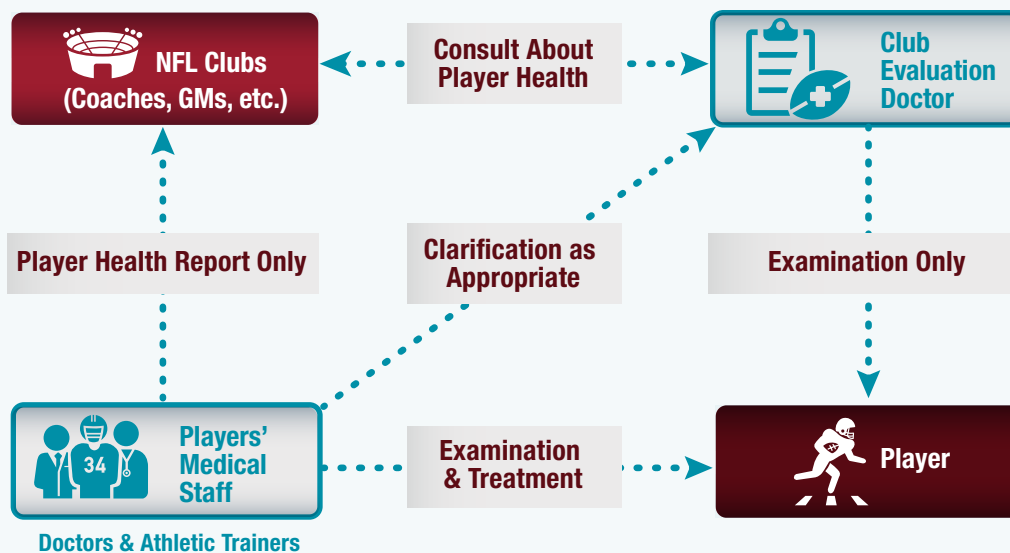 NFL Clubs
(Coaches, GMs, etc.)
Consult About
Player Health
Club
Evaluation
Doctor
Player Health Report Only
Clarification as
Appropriate
Examination Only
34
Players’
Medical
Staff
Examination
& Treatment
Player
Doctors & Athletic Trainers